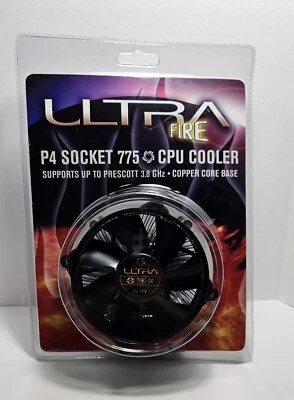 ULTRA
FIRE
P4 SOCKET 775 CPU COOLER
SUPPORTS UP TO PRESCOTT 3.8 GHz • COPPER CORE BASE
ULTRA